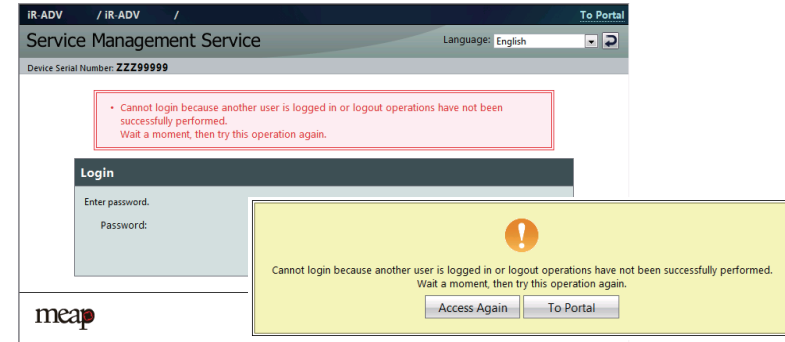 iR-ADV / iR-ADV / To Portal
Service Management Service Language: English
Device Serial Number: ZZZ99999
• Cannot login because another user is logged in or logout operations have not been
successfully performed.
Wait a moment, then try this operation again.
Login
Enter password.
Password:
Cannot login because another user is logged in or logout operations have not been successfully performed.
Wait a moment, then try this operation again.
Access Again To Portal
meap